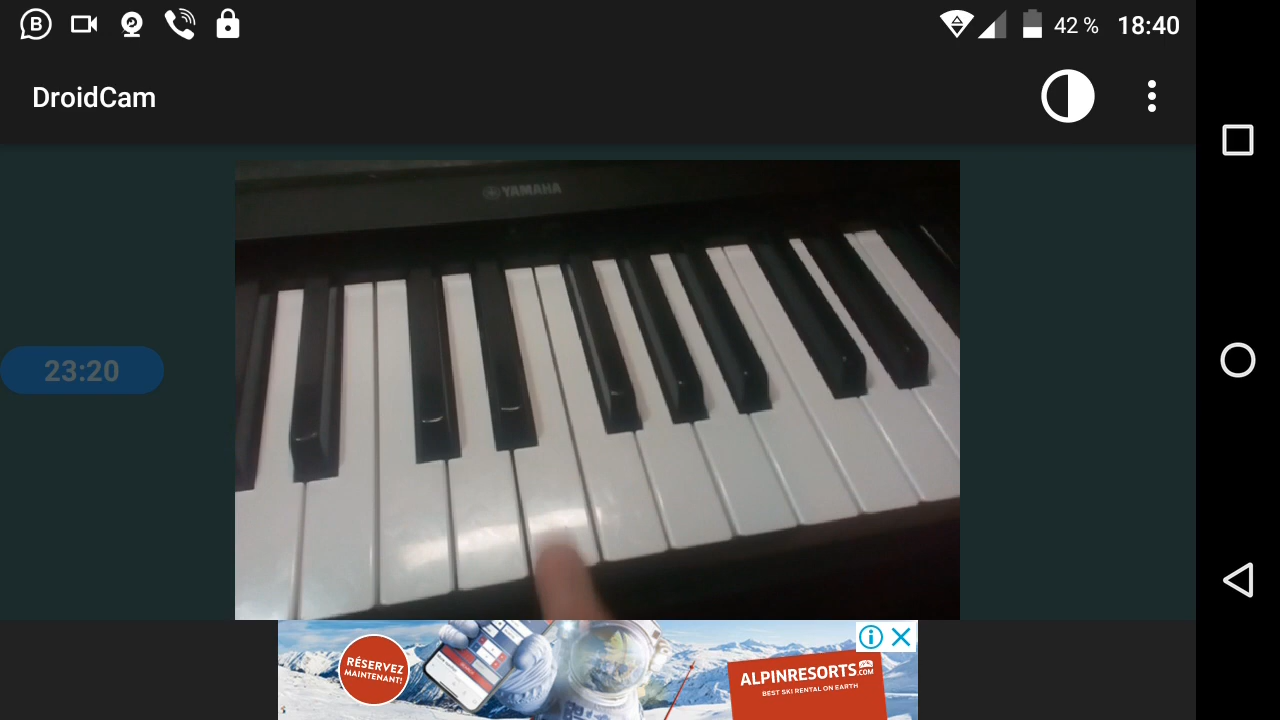 42 %
18:40
DroidCam
YAMAHA
23:20
RÉSERVEZ
MAINTENANT!
ALPINRESORTS.COM
BEST SKI RENTAL ON EARTH